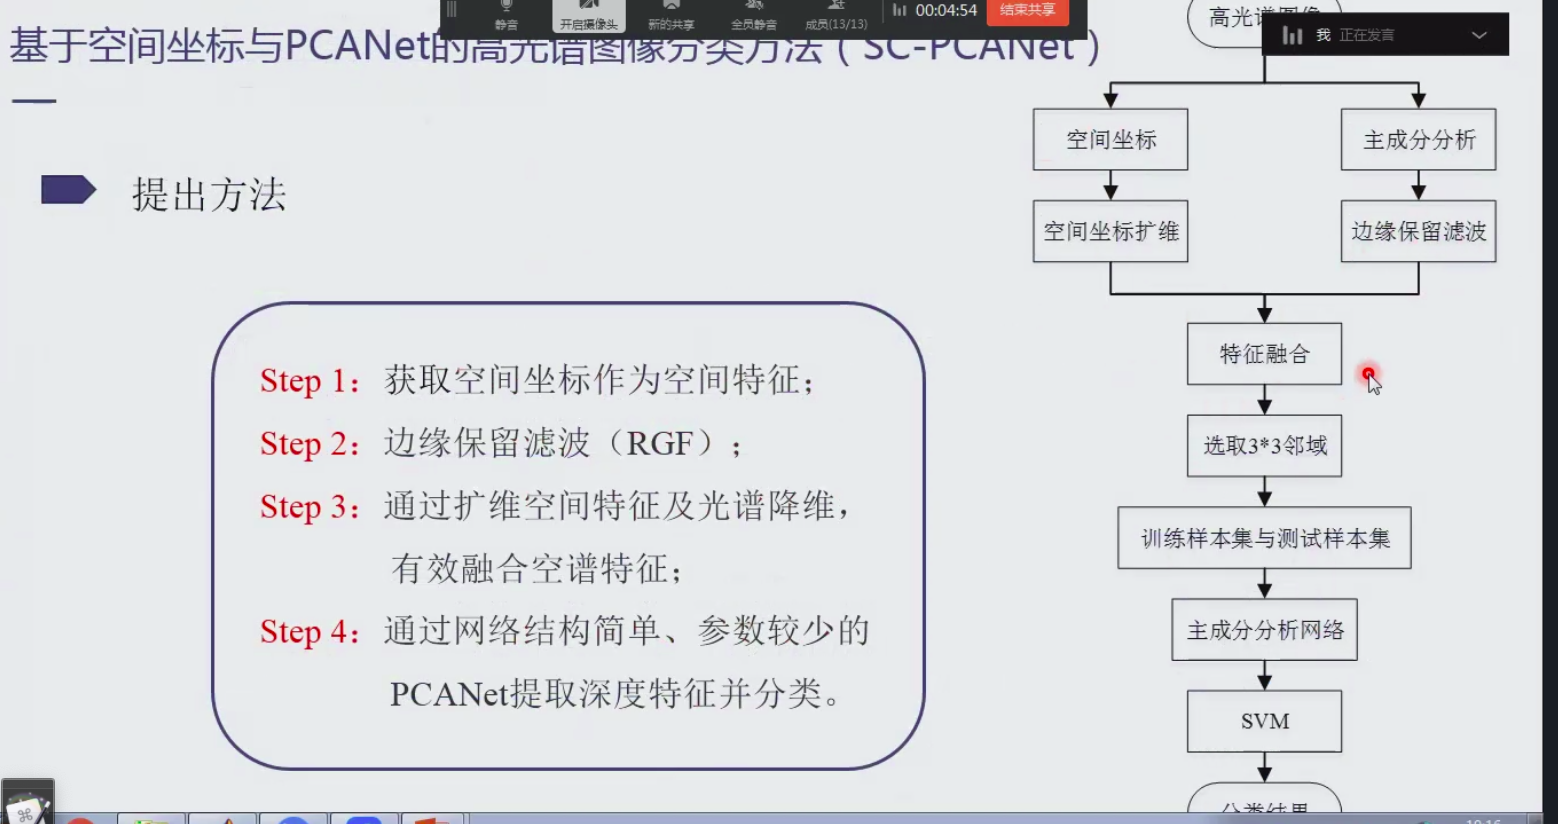 静音 开启摄像头 新的共享 全员静音 成员(13/13) 00:04:54 结束共享
我 正在发言
基于空间坐标与PCANet的高光谱图像分类方法（SC-PCANet）
提出方法
Step 1：获取空间坐标作为空间特征；
Step 2：边缘保留滤波（RGF）；
Step 3：通过扩维空间特征及光谱降维，
有效融合空谱特征；
Step 4：通过网络结构简单、参数较少的
PCANet提取深度特征并分类。
高光谱图像
空间坐标
主成分分析
空间坐标扩维
边缘保留滤波
特征融合
选取3*3邻域
训练样本集与测试样本集
主成分分析网络
SVM
分类结果